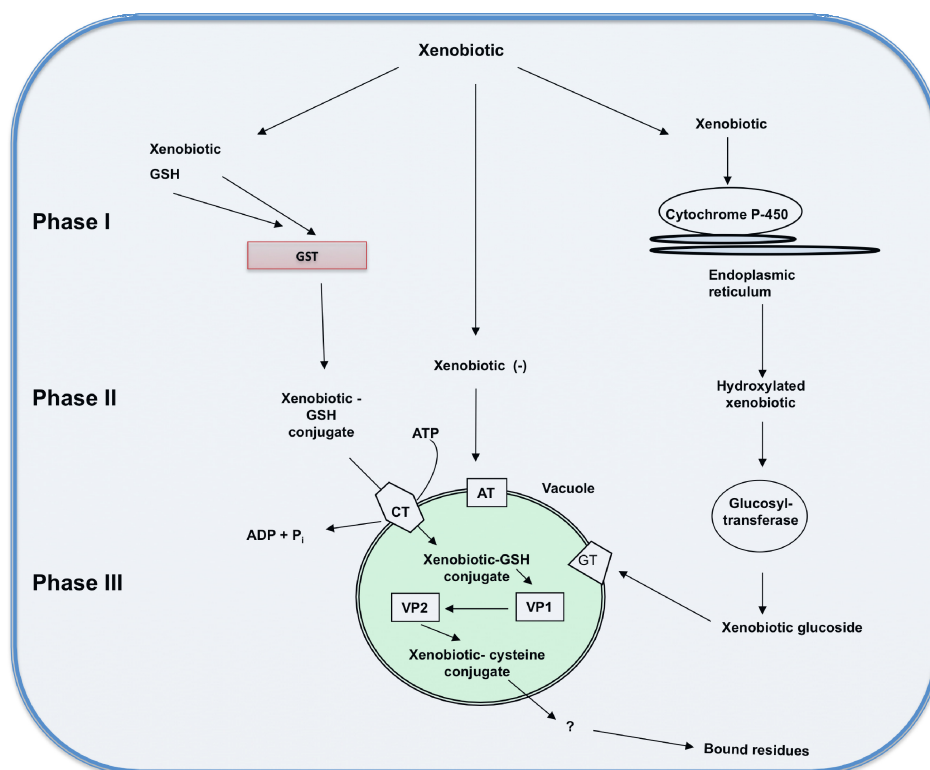 Xenobiotic
Xenobiotic
Xenobiotic
GSH
Phase I
Cytochrome P-450
GST
Endoplasmic
reticulum
Xenobiotic (-)
Phase II
Hydroxylated
xenobiotic
Xenobiotic -
GSH
conjugate
ATP
Vacuole
AT
CT
Glucosyl-
transferase
ADP + Pi
Xenobiotic-GSH
conjugate
GT
Phase III
VP2
VP1
Xenobiotic glucoside
Xenobiotic- cysteine
conjugate
?
Bound residues